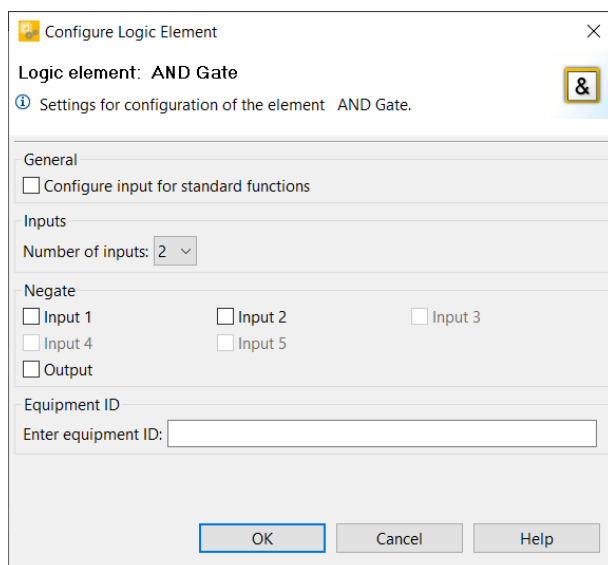 Configure Logic Element
Logic element: AND Gate
&
Settings for configuration of the element AND Gate.
General
Configure input for standard functions
Inputs
Number of inputs: 2
Negate
Input 1 Input 2 Input 3
Input 4 Input 5
Output
Equipment ID
Enter equipment ID:
OK Cancel Help